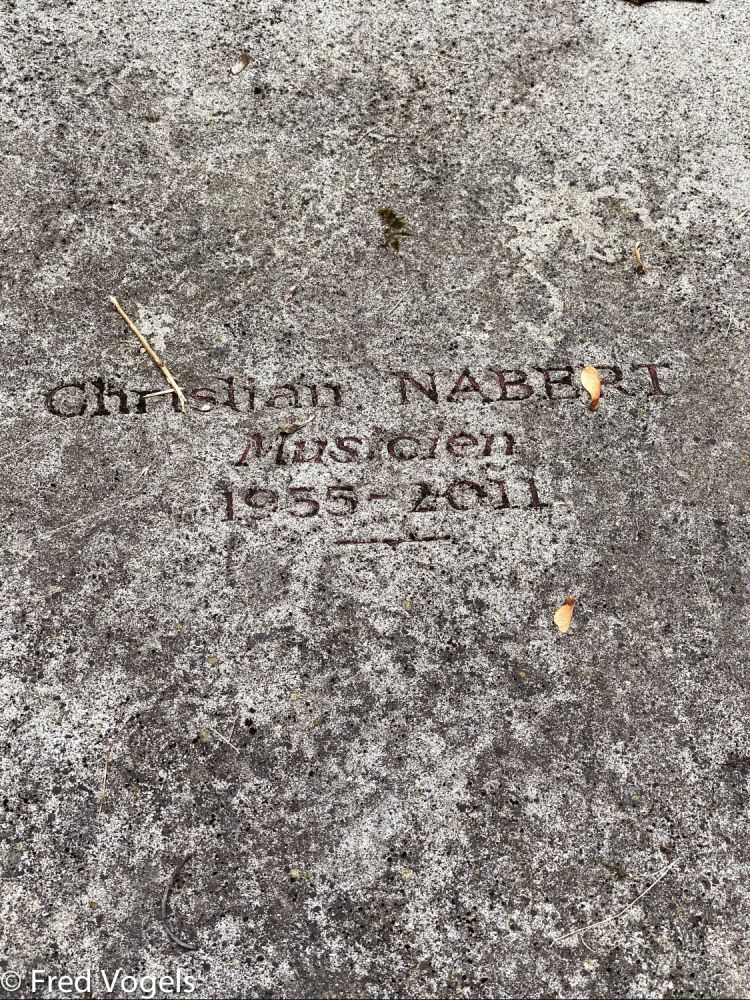 Christian NABERT
Musicien
1955-2011
© Fred Vogels